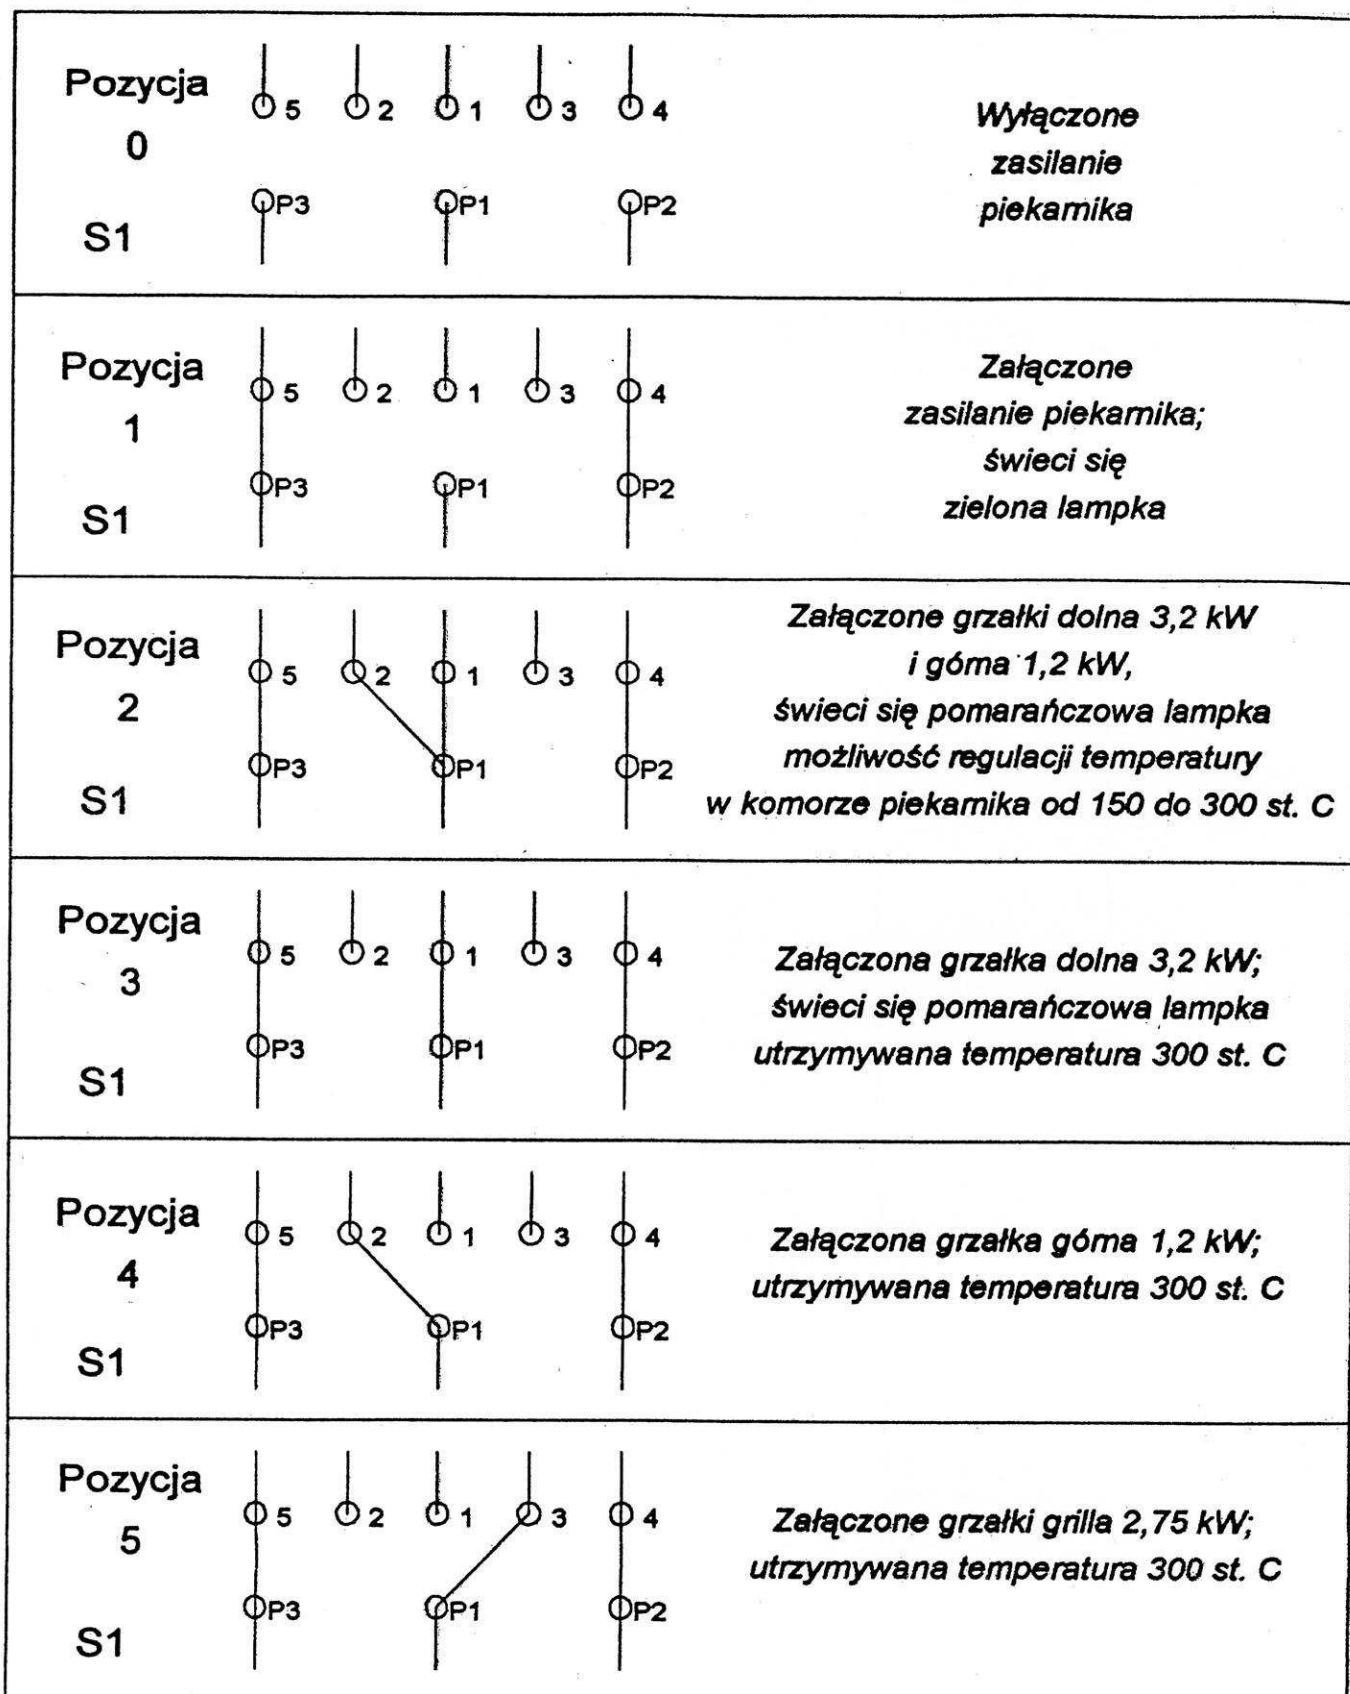 Pozycja
0
S1
5 2 1 3 4
P3 P1 P2
Wyłączone
zasilanie
piekarnika
Pozycja
1
S1
5 2 1 3 4
P3 P1 P2
Załączone
zasilanie piekarnika;
świeci się
zielona lampka
Pozycja
2
S1
5 2 1 3 4
P3 P1 P2
Załączone grzałki dolna 3,2 kW
i górna 1,2 kW,
świeci się pomarańczowa lampka
możliwość regulacji temperatury
w komorze piekarnika od 150 do 300 st. C
Pozycja
3
S1
5 2 1 3 4
P3 P1 P2
Załączona grzałka dolna 3,2 kW;
świeci się pomarańczowa lampka
utrzymywana temperatura 300 st. C
Pozycja
4
S1
5 2 1 3 4
P3 P1 P2
Załączona grzałka górna 1,2 kW;
utrzymywana temperatura 300 st. C
Pozycja
5
S1
5 2 1 3 4
P3 P1 P2
Załączone grzałki grilla 2,75 kW;
utrzymywana temperatura 300 st. C